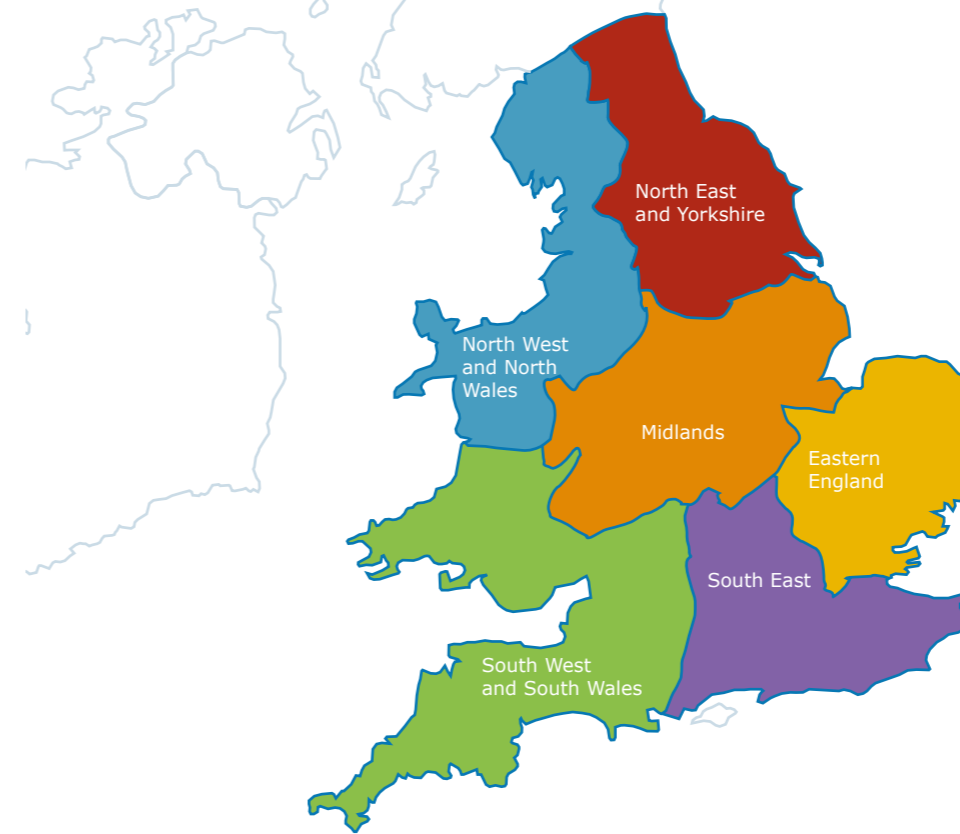 North East
and Yorkshire
North West
and North
Wales
Midlands
Eastern
England
South East
South West
and South Wales